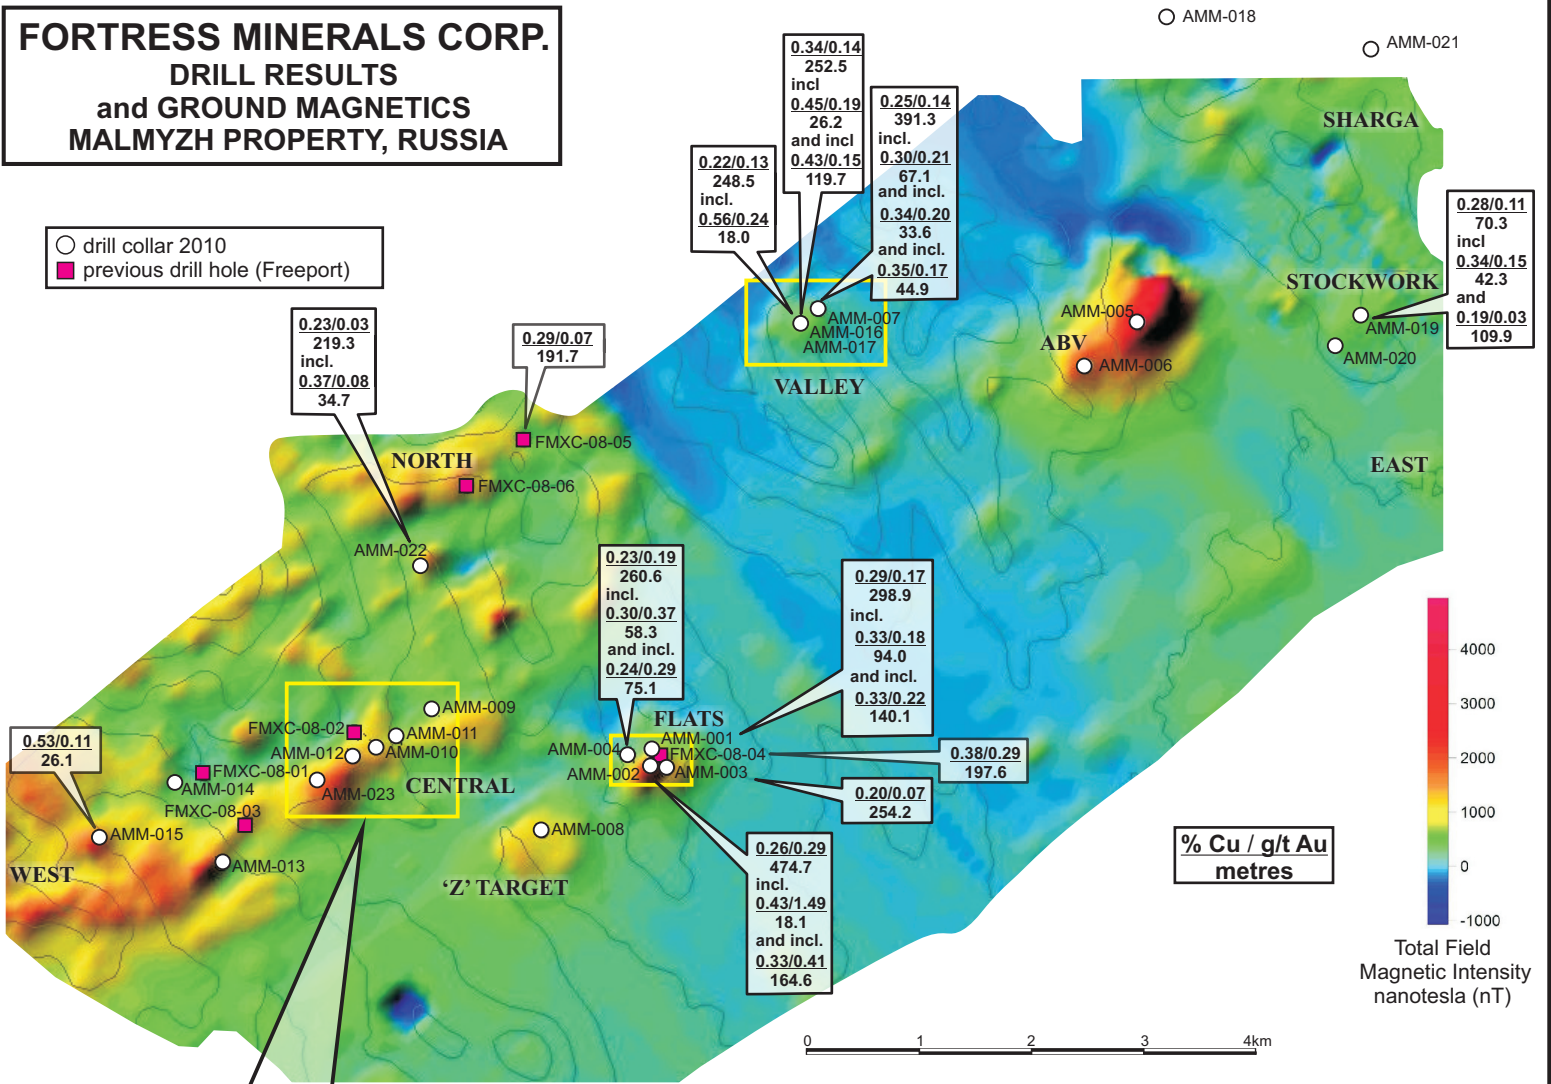 FORTRESS MINERALS CORP.
DRILL RESULTS
and GROUND MAGNETICS
MALMYZH PROPERTY, RUSSIA
drill collar 2010
previous drill hole (Freeport)
AMM-018
AMM-021
SHARGA
0.34/0.14
252.5
incl
0.45/0.19
26.2
and incl
0.43/0.15
119.7
0.25/0.14
391.3
incl.
0.30/0.21
67.1
and incl.
0.34/0.20
33.6
and incl.
0.35/0.17
44.9
0.22/0.13
248.5
incl.
0.56/0.24
18.0
0.28/0.11
70.3
incl
0.34/0.15
42.3
and
0.19/0.03
109.9
STOCKWORK
AMM-019
AMM-020
AMM-005
ABV
AMM-006
AMM-007
AMM-016
AMM-017
VALLEY
EAST
0.23/0.03
219.3
incl.
0.37/0.08
34.7
0.29/0.07
191.7
FMXC-08-05
NORTH
FMXC-08-06
AMM-022
0.23/0.19
260.6
incl.
0.30/0.37
58.3
and incl.
0.24/0.29
75.1
0.29/0.17
298.9
incl.
0.33/0.18
94.0
and incl.
0.33/0.22
140.1
FLATS
AMM-001
AMM-004
FMXC-08-04
AMM-002
AMM-003
0.38/0.29
197.6
0.20/0.07
254.2
0.26/0.29
474.7
incl.
0.43/1.49
18.1
and incl.
0.33/0.41
164.6
AMM-009
FMXC-08-02
AMM-011
AMM-012
AMM-010
CENTRAL
AMM-023
0.53/0.11
26.1
FMXC-08-01
AMM-014
FMXC-08-03
AMM-015
AMM-013
WEST
AMM-008
‘Z’ TARGET
% Cu / g/t Au
metres
4000
3000
2000
1000
0
-1000
Total Field
Magnetic Intensity
nanotesla (nT)
0 1 2 3 4km